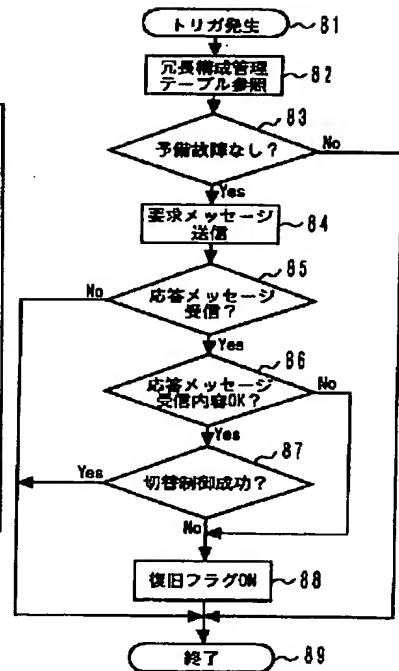 トリガ発生 81
冗長構成管理
テーブル参照 82
83
予備故障なし? No
Yes
要求メッセージ
送信 84
85
No 応答メッセージ
受信?
Yes
86
応答メッセージ
受信内容OK? No
Yes
87
Yes 切替制御成功?
No
復旧フラグON 88
終了 89